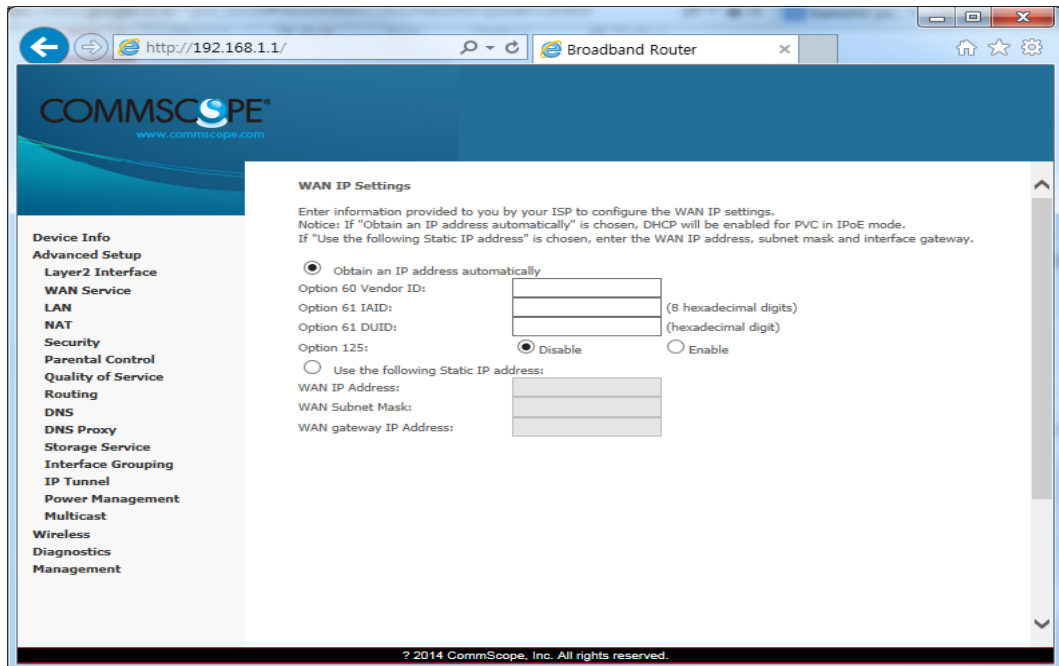 http://192.168.1.1/
Broadband Router
COMMSCOPE®
www.commscope.com
Device Info
Advanced Setup
Layer2 Interface
WAN Service
LAN
NAT
Security
Parental Control
Quality of Service
Routing
DNS
DNS Proxy
Storage Service
Interface Grouping
IP Tunnel
Power Management
Multicast
Wireless
Diagnostics
Management
WAN IP Settings
Enter information provided to you by your ISP to configure the WAN IP settings.
Notice: If "Obtain an IP address automatically" is chosen, DHCP will be enabled for PVC in IPoE mode.
If "Use the following Static IP address" is chosen, enter the WAN IP address, subnet mask and interface gateway.
Obtain an IP address automatically
Option 60 Vendor ID:
Option 61 IAID: (8 hexadecimal digits)
Option 61 DUID: (hexadecimal digit)
Option 125: Disable Enable
Use the following Static IP address:
WAN IP Address:
WAN Subnet Mask:
WAN gateway IP Address:
? 2014 CommScope, Inc. All rights reserved.